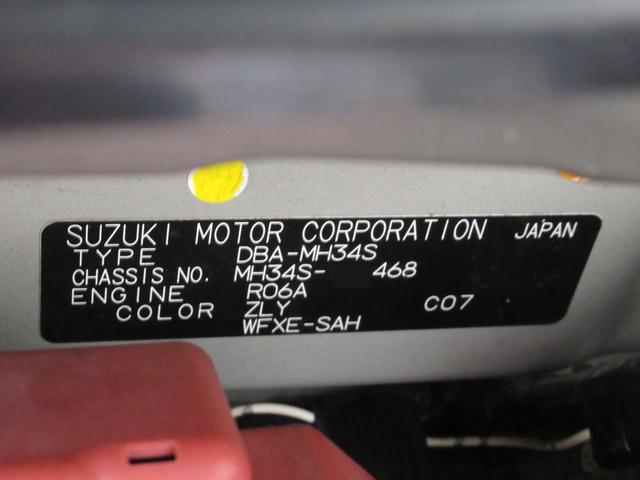 SUZUKI MOTOR CORPORATION JAPAN
TYPE DBA-MH34S
CHASSIS NO. MH34S- 468
ENGINE R06A
COLOR ZLY C07
WFXE-SAH